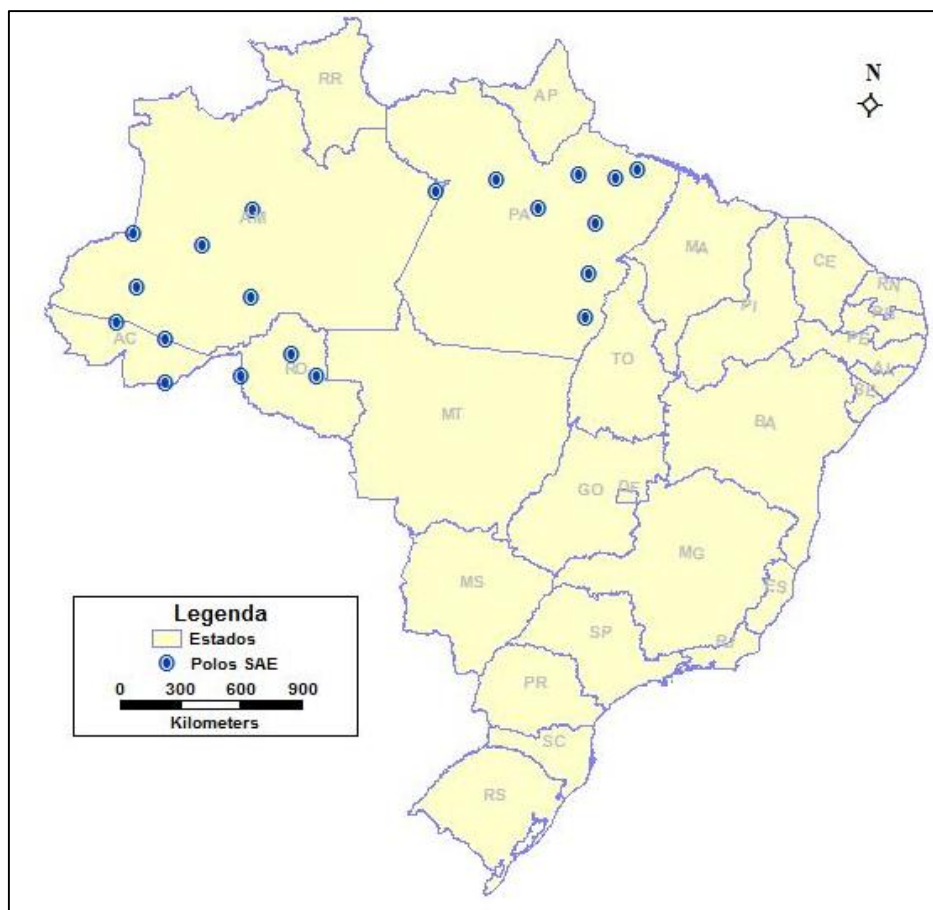 RR
AP
N
AM
PA
MA
CE
RN
PB
PI
PE
AC
AL
SE
RO
TO
MT
BA
GO
DF
MG
MS
ES
SP
RJ
PR
SC
RS
Legenda
Estados
Polos SAE
0 300 600 900
Kilometers